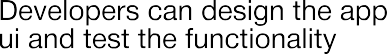 Developers can design the app
ui and test the functionality